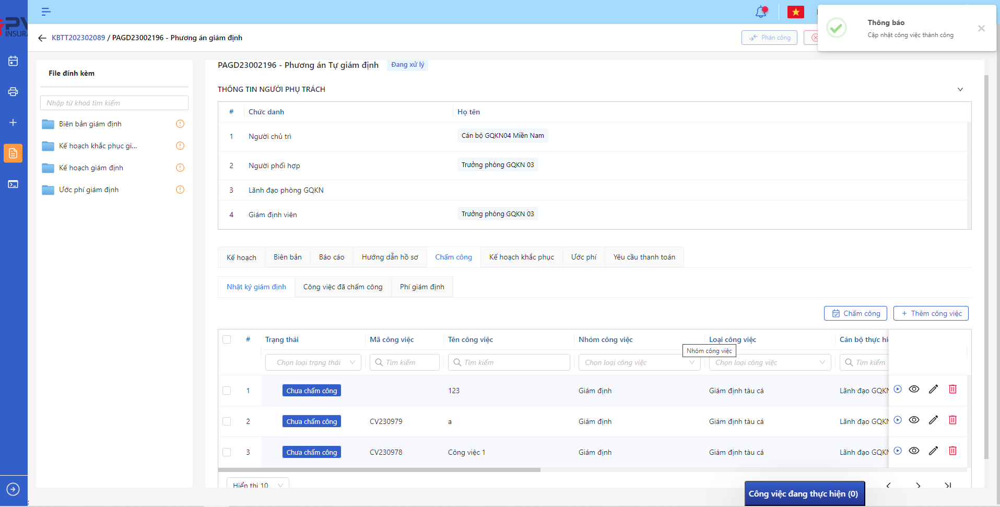 Thông báo
Cập nhật công việc thành công
KBTT202302089 / PAGD23002196 - Phương án giám định
Phân công
File đính kèm
Nhập từ khoá tìm kiếm
Biên bản giám định
Kế hoạch khắc phục gi...
Kế hoạch giám định
Ước phí giám định
PAGD23002196 - Phương án Tự giám định
Đang xử lý
THÔNG TIN NGƯỜI PHỤ TRÁCH
# Chức danh Họ tên
1 Người chủ trì Cán bộ GQKN04 Miền Nam
2 Người phối hợp Trưởng phòng GQKN 03
3 Lãnh đạo phòng GQKN
4 Giám định viên Trưởng phòng GQKN 03
Kế hoạch Biên bản Báo cáo Hướng dẫn hồ sơ Chấm công Kế hoạch khắc phục Ước phí Yêu cầu thanh toán
Nhật ký giám định Công việc đã chấm công Phí giám định
Chấm công + Thêm công việc
# Trạng thái Mã công việc Tên công việc Nhóm công việc Loại công việc Cán bộ thực hi
Nhóm công việc
Chọn loại trạng thái Tìm kiếm Tìm kiếm Chọn loại công việc Chọn loại công việc Tìm kiếm
1 Chưa chấm công 123 Giám định Giám định tàu cá Lãnh đạo GQKN
2 Chưa chấm công CV230979 a Giám định Giám định tàu cá Lãnh đạo GQKN
3 Chưa chấm công CV230978 Công việc 1 Giám định Giám định tàu cá Lãnh đạo GQKN
Hiển thị 10
Công việc đang thực hiện (0)